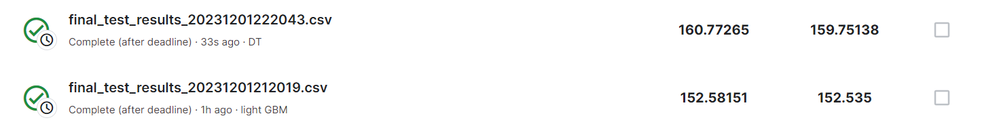 final_test_results_20231201222043.csv
160.77265 159.75138
Complete (after deadline) · 33s ago · DT
final_test_results_20231201212019.csv
152.58151 152.535
Complete (after deadline) · 1h ago · light GBM